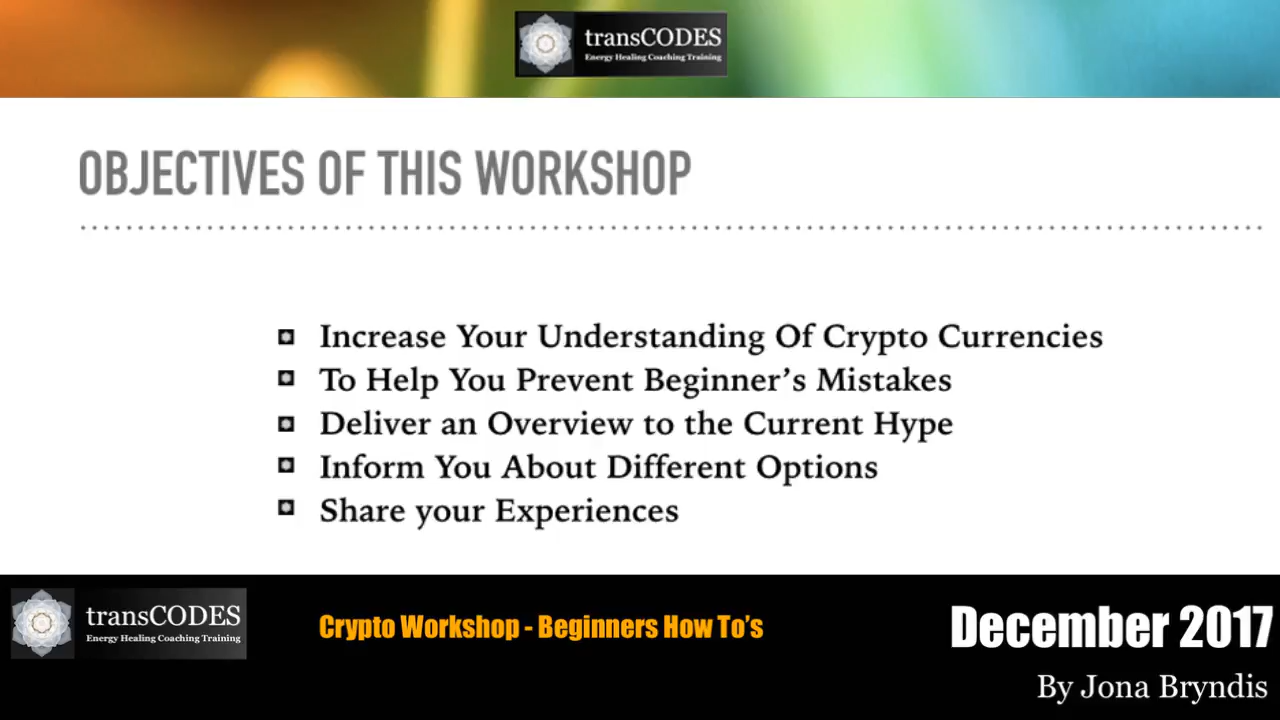 transCODES
Energy Healing Coaching Training
OBJECTIVES OF THIS WORKSHOP
Increase Your Understanding Of Crypto Currencies
To Help You Prevent Beginner’s Mistakes
Deliver an Overview to the Current Hype
Inform You About Different Options
Share your Experiences
transCODES
Energy Healing Coaching Training
Crypto Workshop - Beginners How To’s
December 2017
By Jona Bryndis